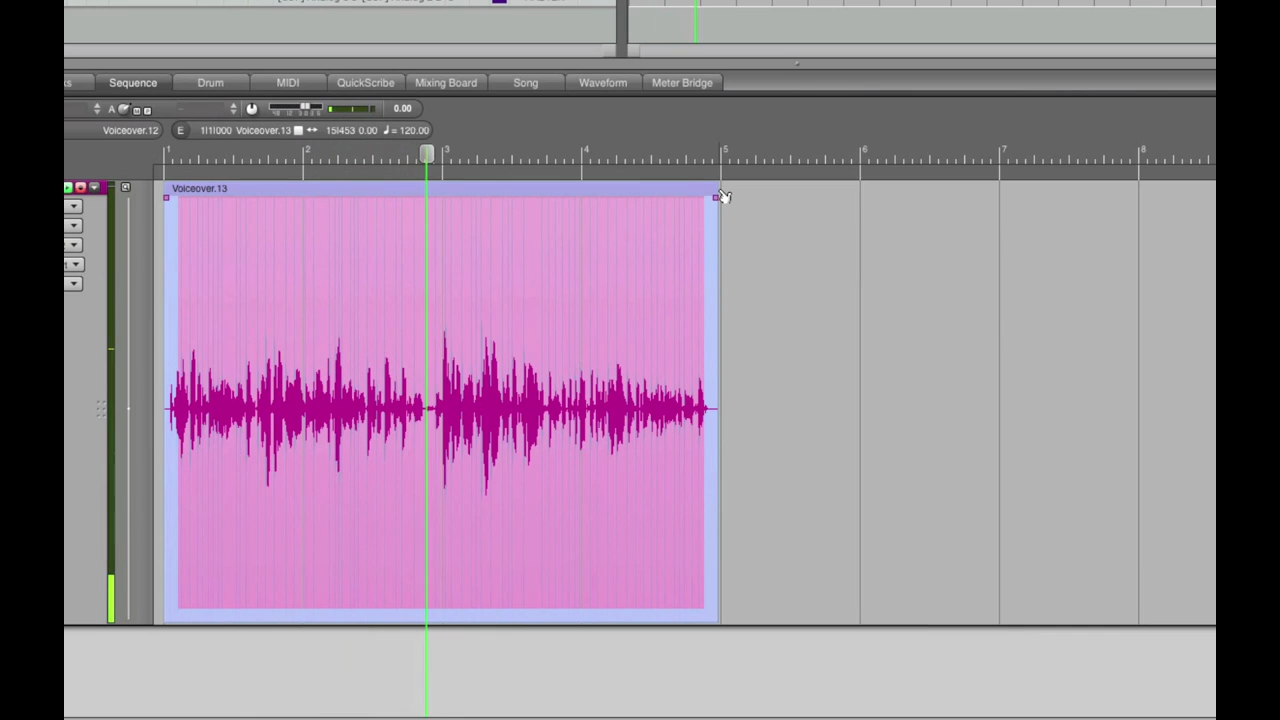 Sequence Drum MIDI QuickScribe Mixing Board Song Waveform Meter Bridge
A M P 0.00
Voiceover.12 E 1|1|000 Voiceover.13 15|453 0.00 = 120.00
1 2 3 4 5 6 7 8
Voiceover.13